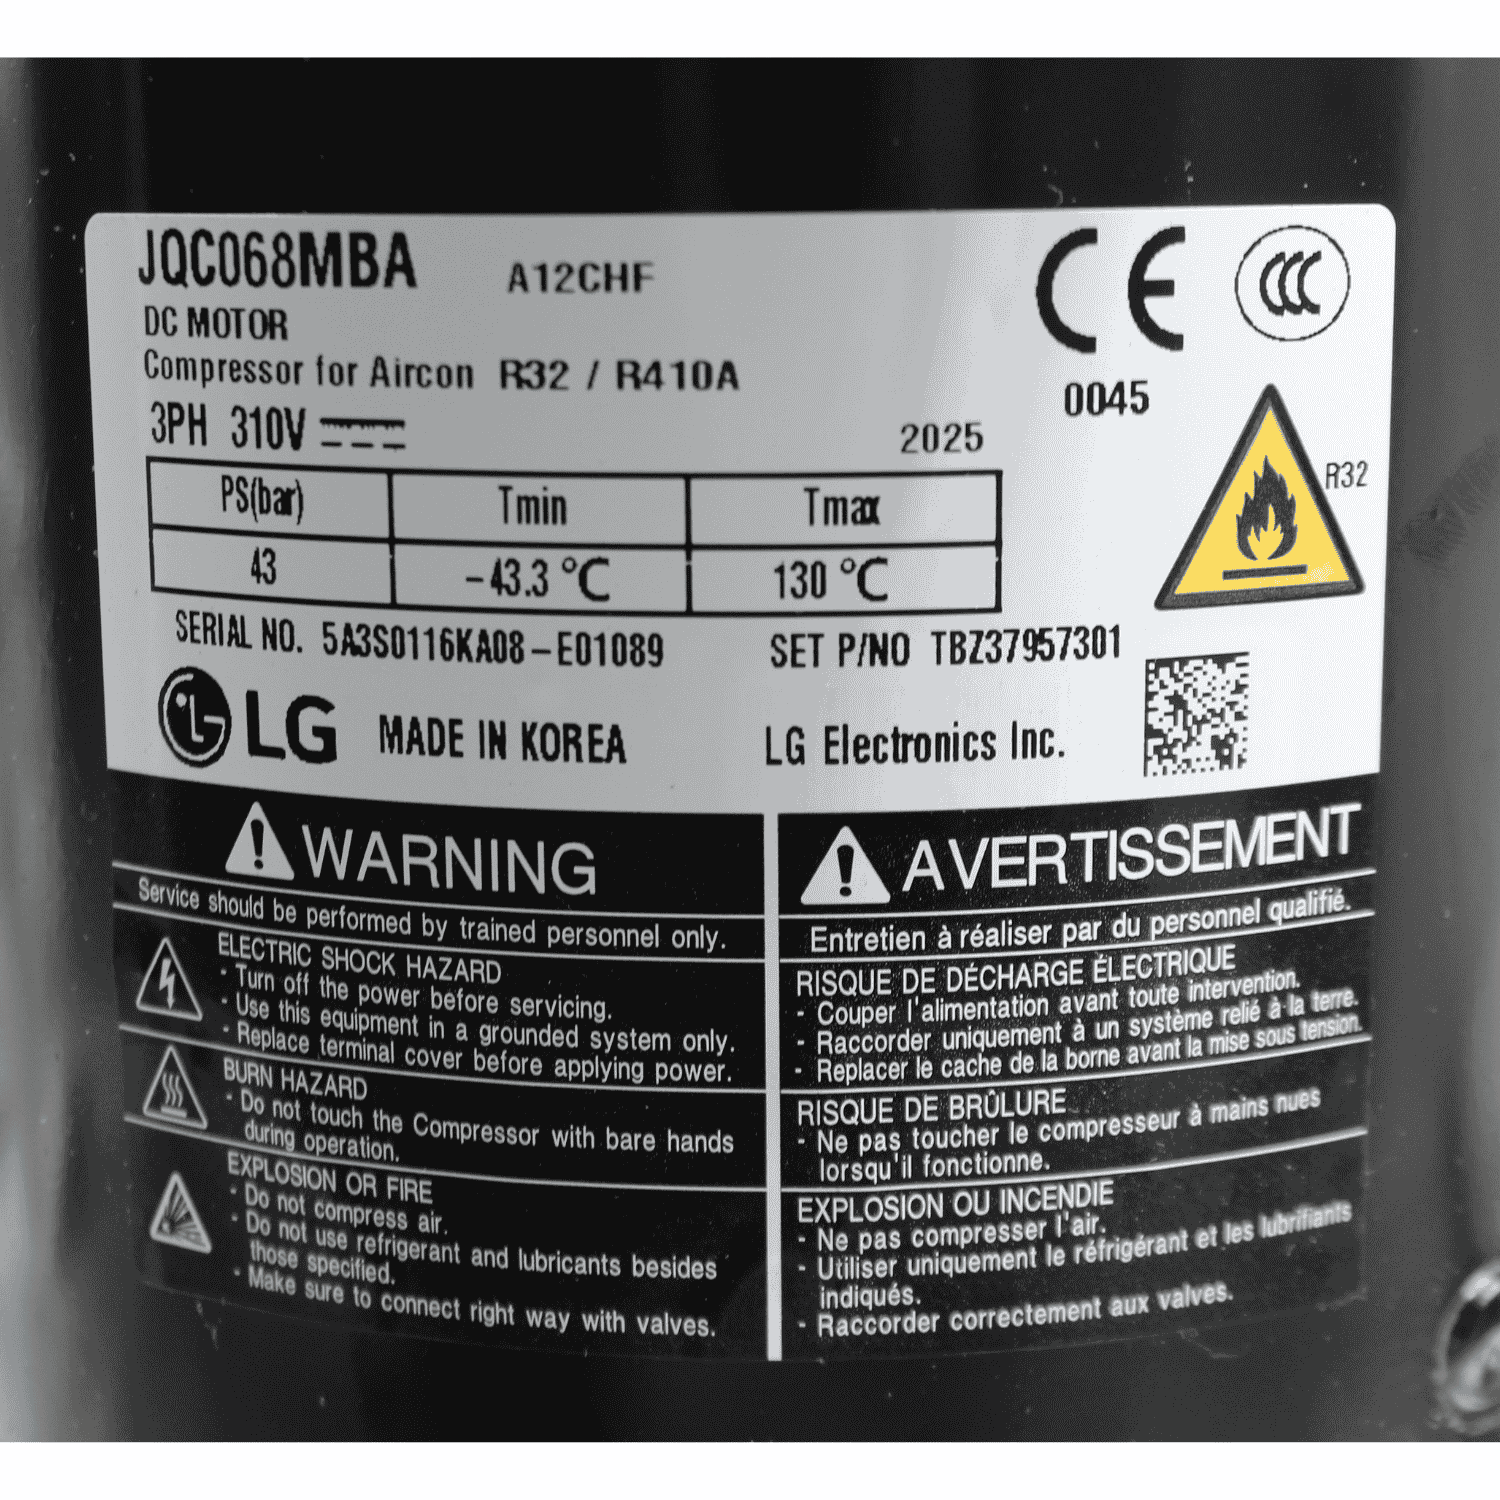 JQC068MBA A12CHF
DC MOTOR
Compressor for Aircon R32 / R410A
3PH 310V
2025
CE
0045
CCC
R32
PS(bar) Tmin Tmax
43 -43.3 °C 130 °C
SERIAL NO. 5A3S0116KA08-E01089 SET P/NO TBZ37957301
LG MADE IN KOREA LG Electronics Inc.
WARNING
Service should be performed by trained personnel only.
ELECTRIC SHOCK HAZARD
· Turn off the power before servicing.
· Use this equipment in a grounded system only.
· Replace terminal cover before applying power.
BURN HAZARD
· Do not touch the Compressor with bare hands
during operation.
EXPLOSION OR FIRE
· Do not compress air.
· Do not use refrigerant and lubricants besides
those specified.
· Make sure to connect right way with valves.
AVERTISSEMENT
Entretien à réaliser par du personnel qualifié.
RISQUE DE DÉCHARGE ÉLECTRIQUE
- Couper l'alimentation avant toute intervention.
- Raccorder uniquement à un système relié à la terre.
- Replacer le cache de la borne avant la mise sous tension.
RISQUE DE BRÛLURE
- Ne pas toucher le compresseur à mains nues
lorsqu'il fonctionne.
EXPLOSION OU INCENDIE
- Ne pas compresser l'air.
- Utiliser uniquement le réfrigérant et les lubrifiants
indiqués.
- Raccorder correctement aux valves.